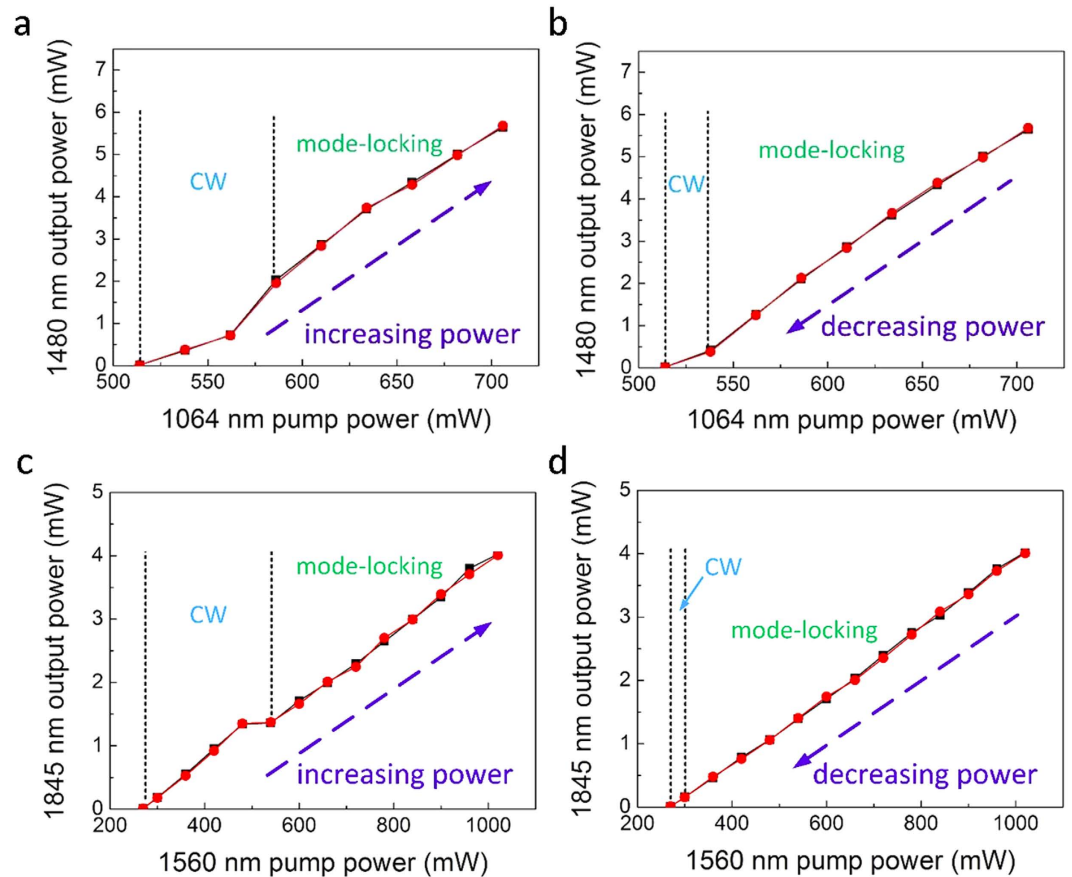 a
1480 nm output power (mW)
7
6
5
4
3
2
1
0
CW
mode-locking
increasing power
500 550 600 650 700
1064 nm pump power (mW)
b
1480 nm output power (mW)
7
6
5
4
3
2
1
0
CW
mode-locking
decreasing power
500 550 600 650 700
1064 nm pump power (mW)
c
1845 nm output power (mW)
5
4
3
2
1
0
CW
mode-locking
increasing power
200 400 600 800 1000
1560 nm pump power (mW)
d
1845 nm output power (mW)
5
4
3
2
1
0
CW
mode-locking
decreasing power
200 400 600 800 1000
1560 nm pump power (mW)